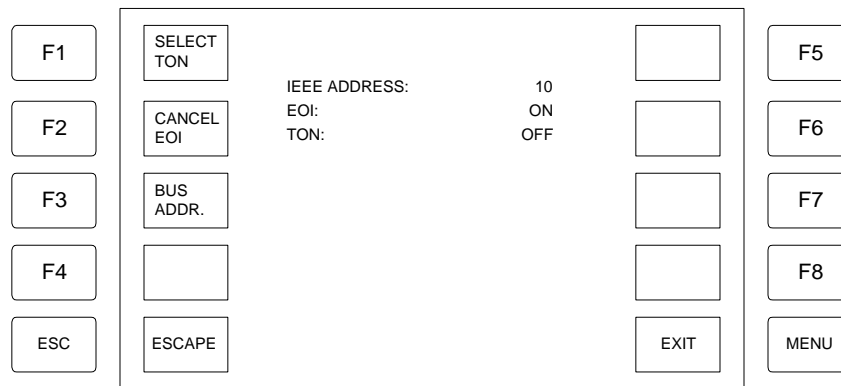 F1
SELECT
TON
F5
IEEE ADDRESS: 10
EOI: ON
TON: OFF
F2
CANCEL
EOI
F6
F3
BUS
ADDR.
F7
F4
F8
ESC
ESCAPE
EXIT
MENU